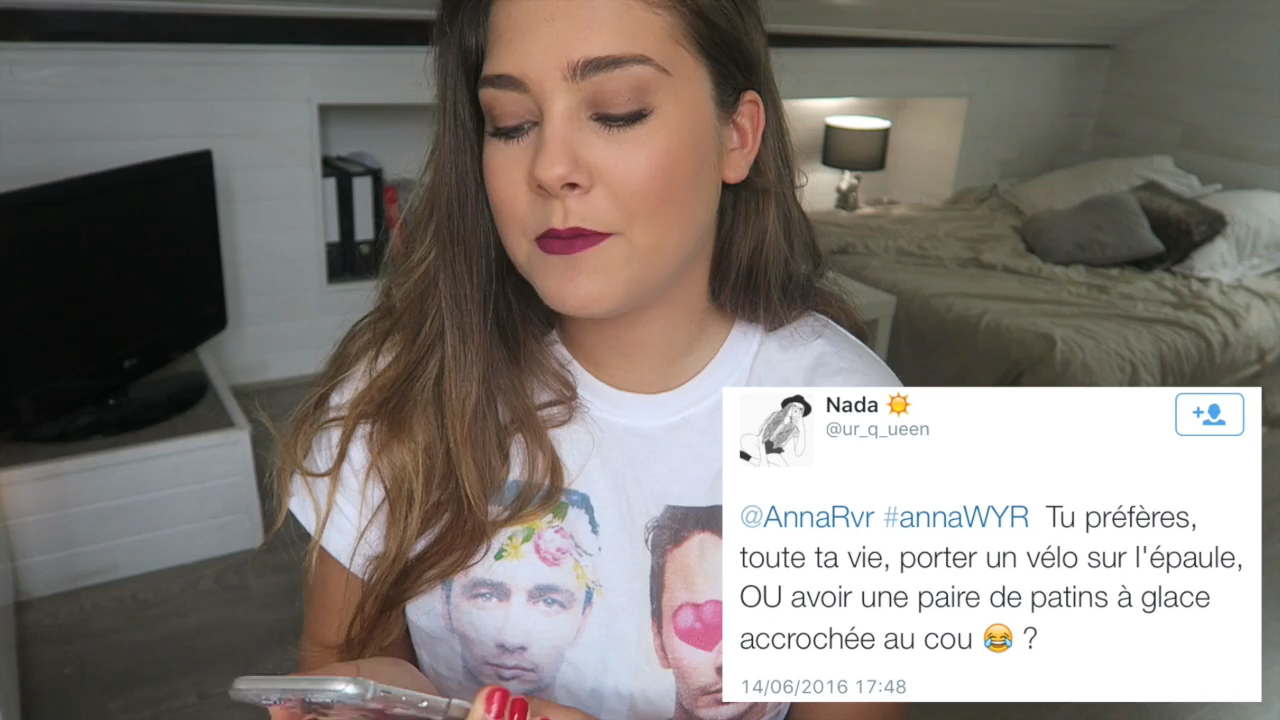 Nada ☀️
@ur_q_ueen
@AnnaRvr #annaWYR Tu préfères,
toute ta vie, porter un vélo sur l'épaule,
OU avoir une paire de patins à glace
accrochée au cou 😂 ?
14/06/2016 17:48